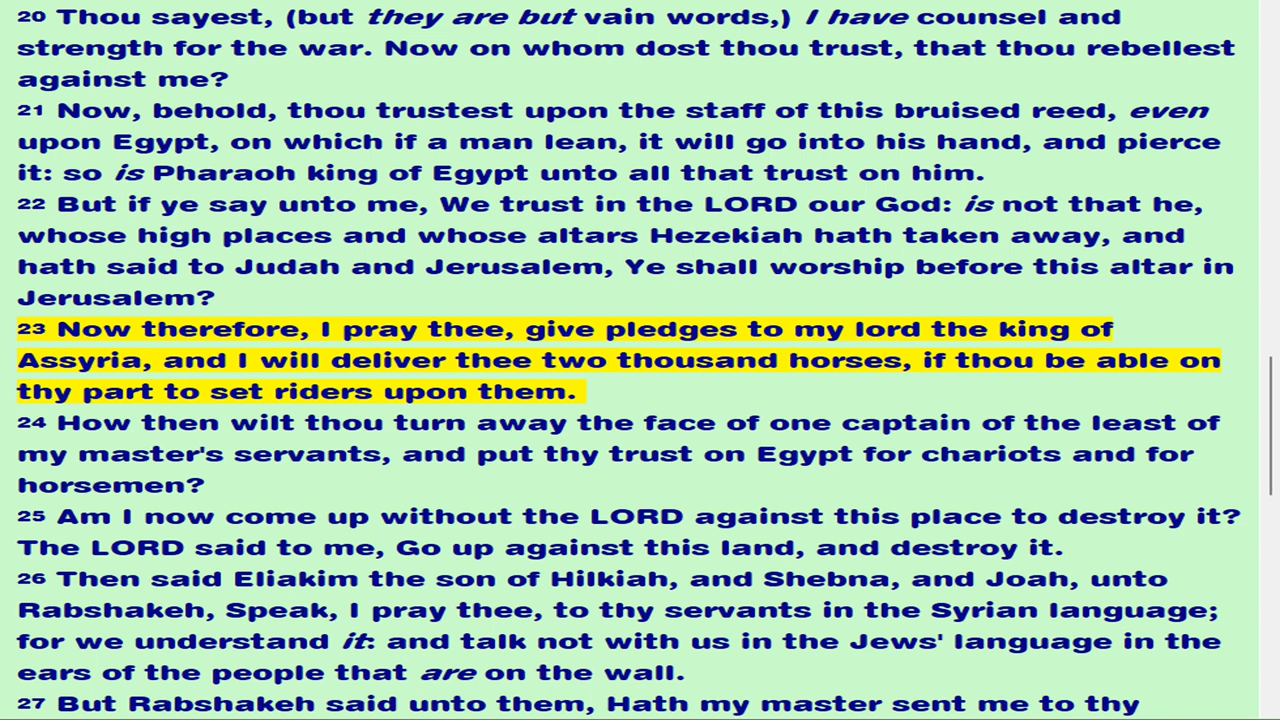 20 Thou sayest, (but they are but vain words,) I have counsel and
strength for the war. Now on whom dost thou trust, that thou rebellest
against me?
21 Now, behold, thou trustest upon the staff of this bruised reed, even
upon Egypt, on which if a man lean, it will go into his hand, and pierce
it: so is Pharaoh king of Egypt unto all that trust on him.
22 But if ye say unto me, We trust in the LORD our God: is not that he,
whose high places and whose altars Hezekiah hath taken away, and
hath said to Judah and Jerusalem, Ye shall worship before this altar in
Jerusalem?
23 Now therefore, I pray thee, give pledges to my lord the king of
Assyria, and I will deliver thee two thousand horses, if thou be able on
thy part to set riders upon them.
24 How then wilt thou turn away the face of one captain of the least of
my master's servants, and put thy trust on Egypt for chariots and for
horsemen?
25 Am I now come up without the LORD against this place to destroy it?
The LORD said to me, Go up against this land, and destroy it.
26 Then said Eliakim the son of Hilkiah, and Shebna, and Joah, unto
Rabshakeh, Speak, I pray thee, to thy servants in the Syrian language;
for we understand it: and talk not with us in the Jews' language in the
ears of the people that are on the wall.
27 But Rabshakeh said unto them, Hath my master sent me to thy